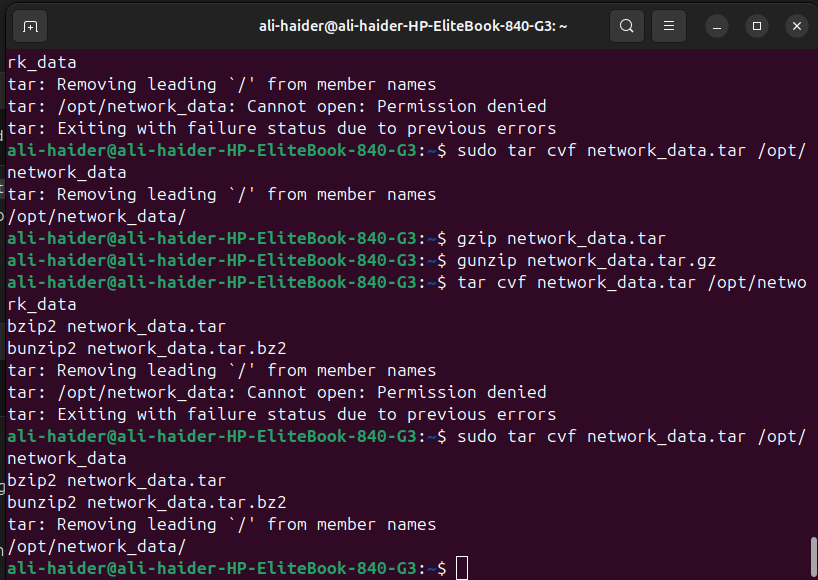 ali-haider@ali-haider-HP-EliteBook-840-G3: ~
rk_data
tar: Removing leading `/' from member names
tar: /opt/network_data: Cannot open: Permission denied
tar: Exiting with failure status due to previous errors
ali-haider@ali-haider-HP-EliteBook-840-G3:~$ sudo tar cvf network_data.tar /opt/
network_data
tar: Removing leading `/' from member names
/opt/network_data/
ali-haider@ali-haider-HP-EliteBook-840-G3:~$ gzip network_data.tar
ali-haider@ali-haider-HP-EliteBook-840-G3:~$ gunzip network_data.tar.gz
ali-haider@ali-haider-HP-EliteBook-840-G3:~$ tar cvf network_data.tar /opt/netwo
rk_data
bzip2 network_data.tar
bunzip2 network_data.tar.bz2
tar: Removing leading `/' from member names
tar: /opt/network_data: Cannot open: Permission denied
tar: Exiting with failure status due to previous errors
ali-haider@ali-haider-HP-EliteBook-840-G3:~$ sudo tar cvf network_data.tar /opt/
network_data
bzip2 network_data.tar
bunzip2 network_data.tar.bz2
tar: Removing leading `/' from member names
/opt/network_data/
ali-haider@ali-haider-HP-EliteBook-840-G3:~$